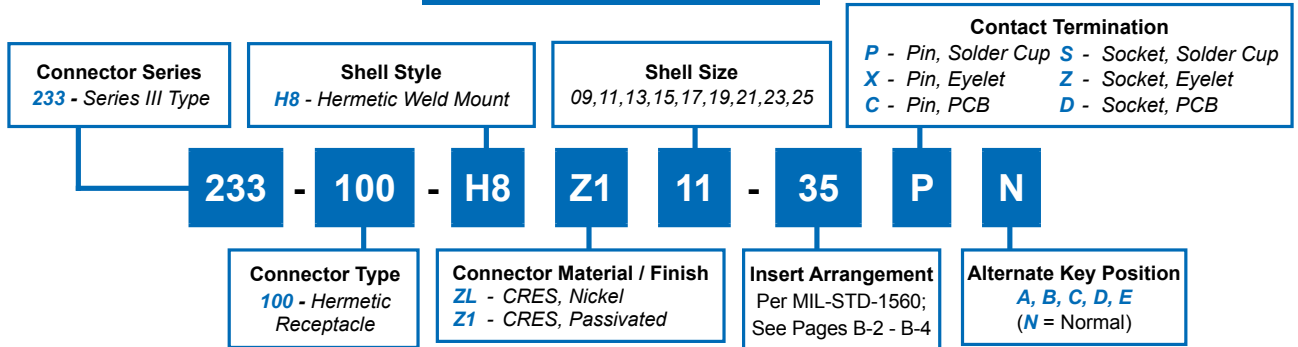 Connector Series
233 - Series III Type
Shell Style
H8 - Hermetic Weld Mount
Shell Size
09,11,13,15,17,19,21,23,25
Contact Termination
P - Pin, Solder Cup S - Socket, Solder Cup
X - Pin, Eyelet Z - Socket, Eyelet
C - Pin, PCB D - Socket, PCB
233 - 100 - H8 Z1 11 - 35 P N
Connector Type
100 - Hermetic
Receptacle
Connector Material / Finish
ZL - CRES, Nickel
Z1 - CRES, Passivated
Insert Arrangement
Per MIL-STD-1560;
See Pages B-2 - B-4
Alternate Key Position
A, B, C, D, E
(N = Normal)